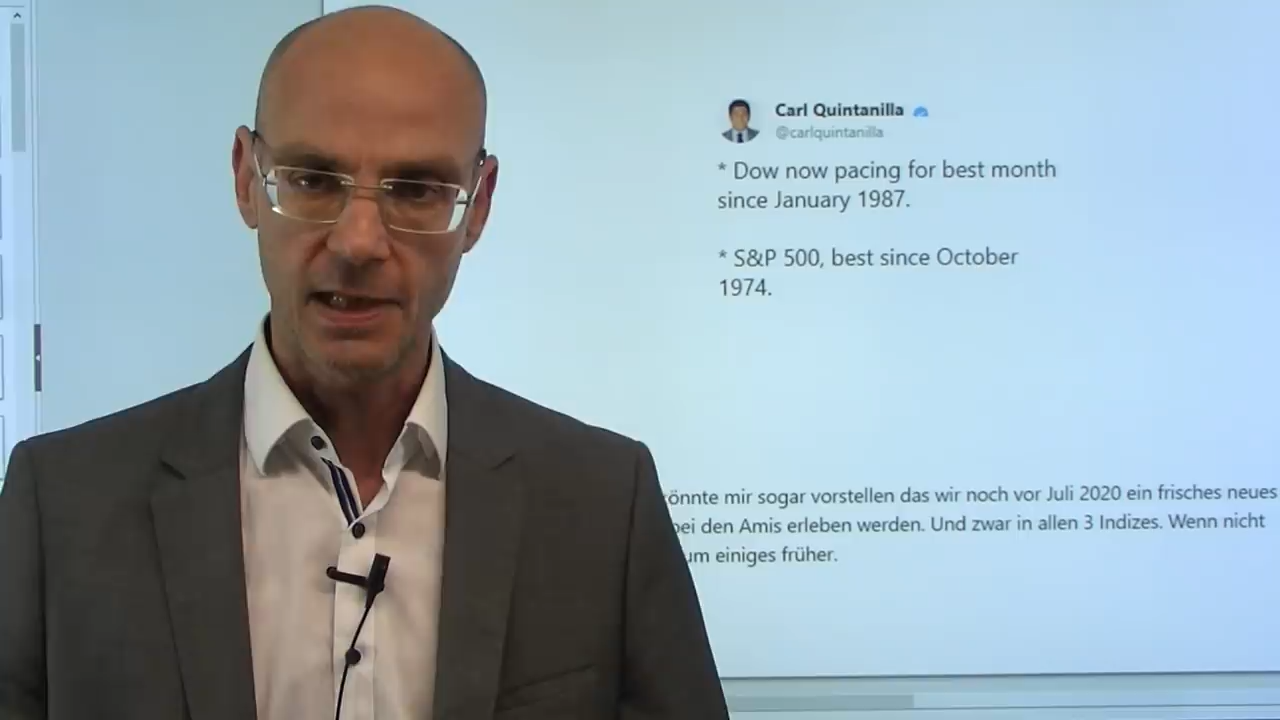 Carl Quintanilla
@carlquintanilla
* Dow now pacing for best month
since January 1987.
* S&P 500, best since October
1974.
könnte mir sogar vorstellen das wir noch vor Juli 2020 ein frisches neues
bei den Amis erleben werden. Und zwar in allen 3 Indizes. Wenn nicht
um einiges früher.